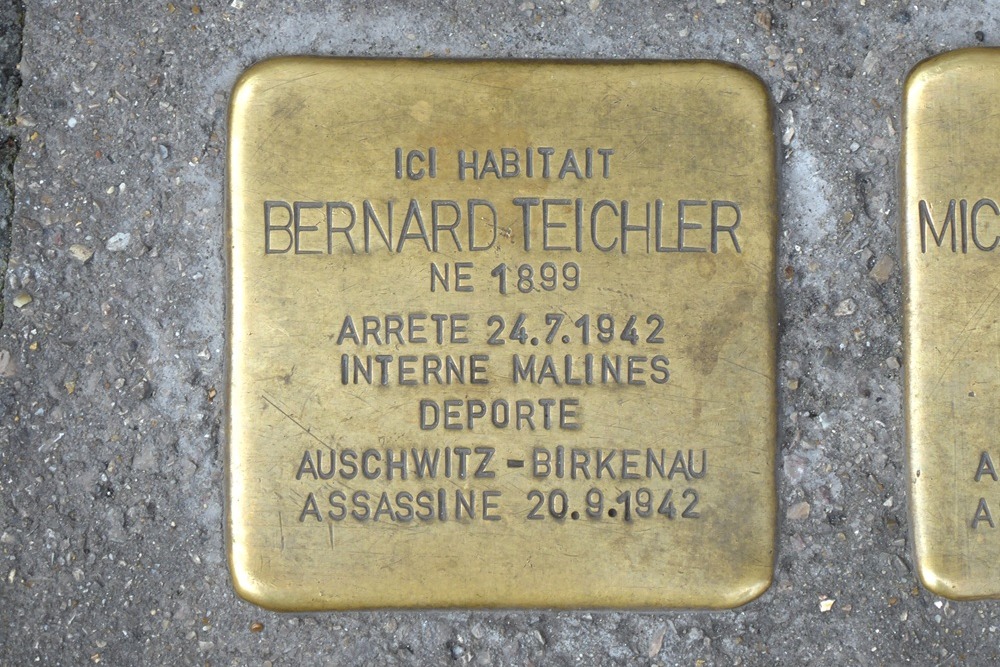 ICI HABITAIT
BERNARD TEICHLER
NE 1899
ARRETE 24.7.1942
INTERNE MALINES
DEPORTE
AUSCHWITZ-BIRKENAU
ASSASSINE 20.9.1942